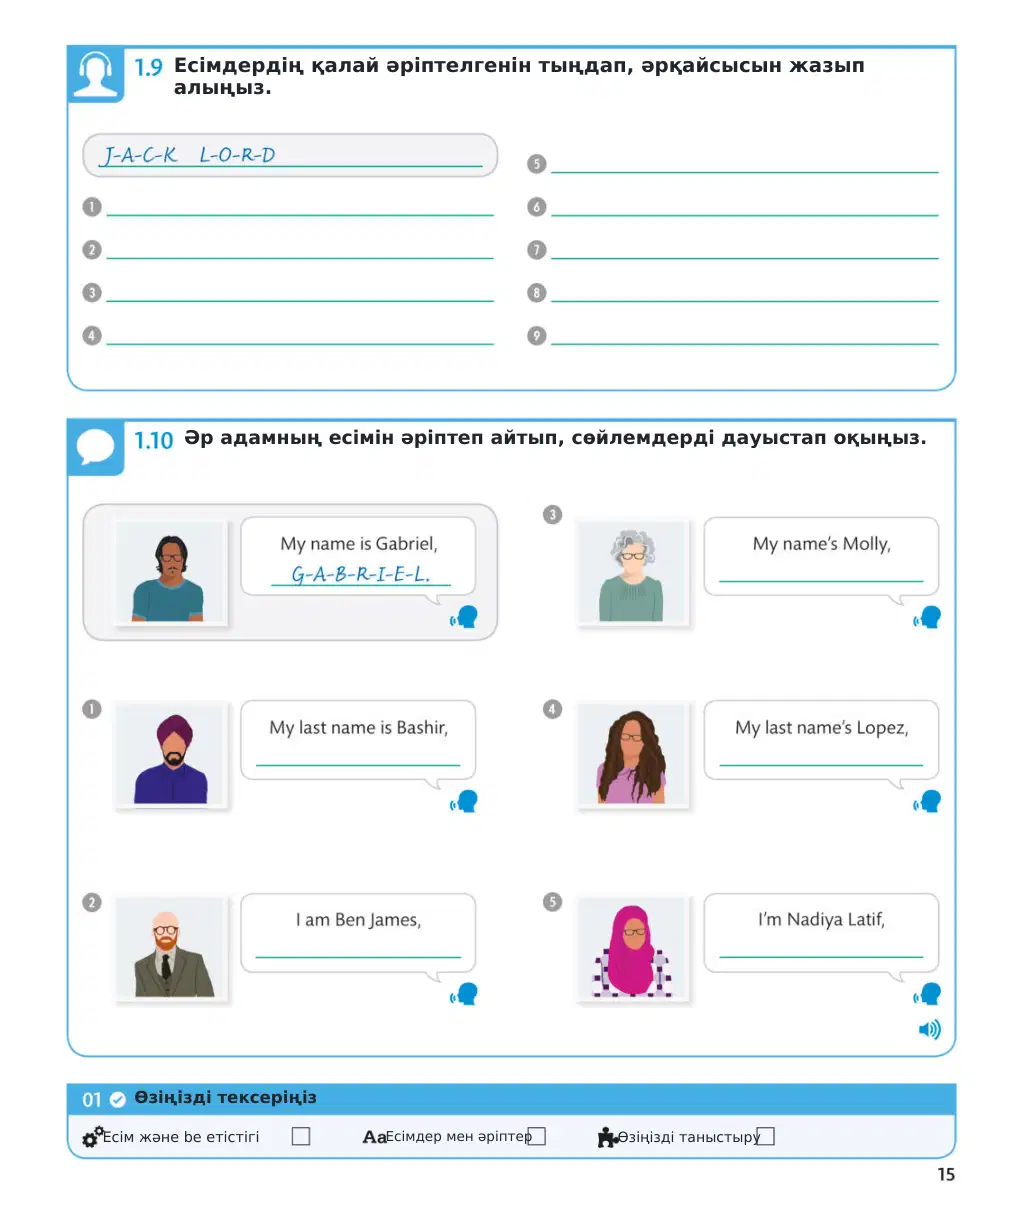 1.9 Есімдердің қалай әріптелгенін тыңдап, әрқайсысын жазып
алыңыз.
J-A-C-K L-O-R-D
1
2
3
4
5
6
7
8
9
1.10 Әр адамның есімін әріптеп айтып, сөйлемдерді дауыстап оқыңыз.
My name is Gabriel,
G-A-B-R-I-E-L.
1
My last name is Bashir,
2
I am Ben James,
3
My name's Molly,
4
My last name's Lopez,
5
I'm Nadiya Latif,
01 Өзіңізді тексеріңіз
Есім және be етістігі Aa Есімдер мен әріптер Өзіңізді таныстыру
15